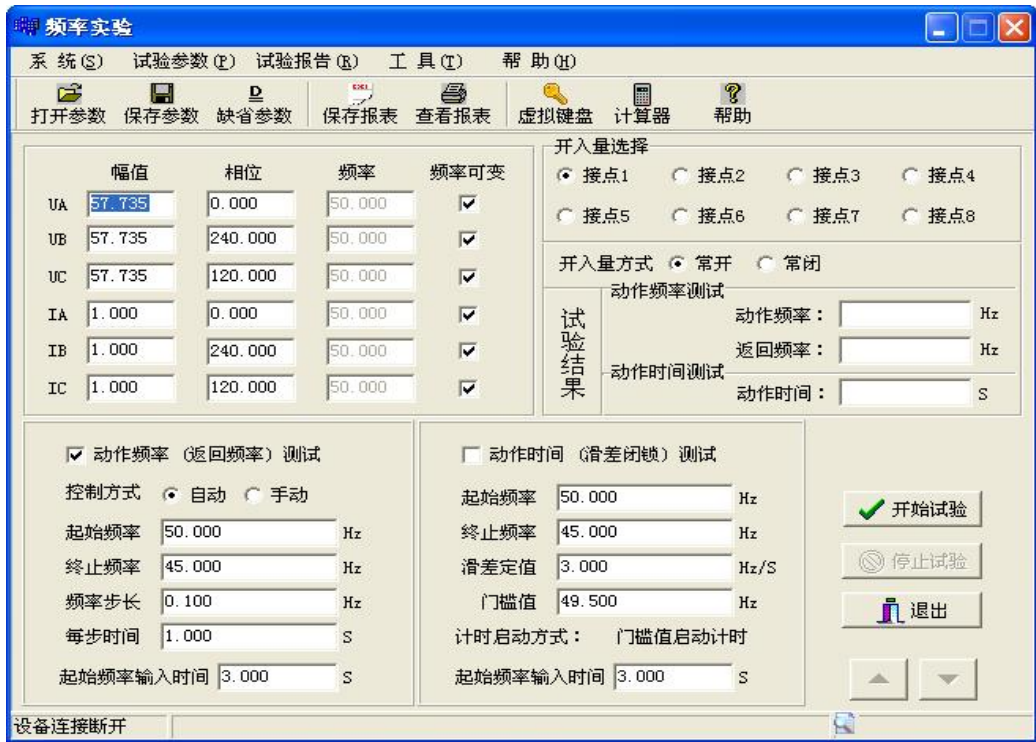 频率实验
系 统(S) 试验参数(P) 试验报告(R) 工 具(T) 帮 助(H)
打开参数 保存参数 缺省参数 保存报表 查看报表 虚拟键盘 计算器 帮助
幅值 相位 频率 频率可变
UA 57.735 0.000 50.000
UB 57.735 240.000 50.000
UC 57.735 120.000 50.000
IA 1.000 0.000 50.000
IB 1.000 240.000 50.000
IC 1.000 120.000 50.000
开入量选择
接点1 接点2 接点3 接点4
接点5 接点6 接点7 接点8
开入量方式 常开 常闭
试验结果
动作频率测试
动作频率： Hz
返回频率： Hz
动作时间测试
动作时间： S
动作频率（返回频率）测试
控制方式 自动 手动
起始频率 50.000 Hz
终止频率 45.000 Hz
频率步长 0.100 Hz
每步时间 1.000 S
起始频率输入时间 3.000 S
动作时间（滑差闭锁）测试
起始频率 50.000 Hz
终止频率 45.000 Hz
滑差定值 3.000 Hz/S
门槛值 49.500 Hz
计时启动方式： 门槛值启动计时
起始频率输入时间 3.000 S
开始试验
停止试验
退出
设备连接断开